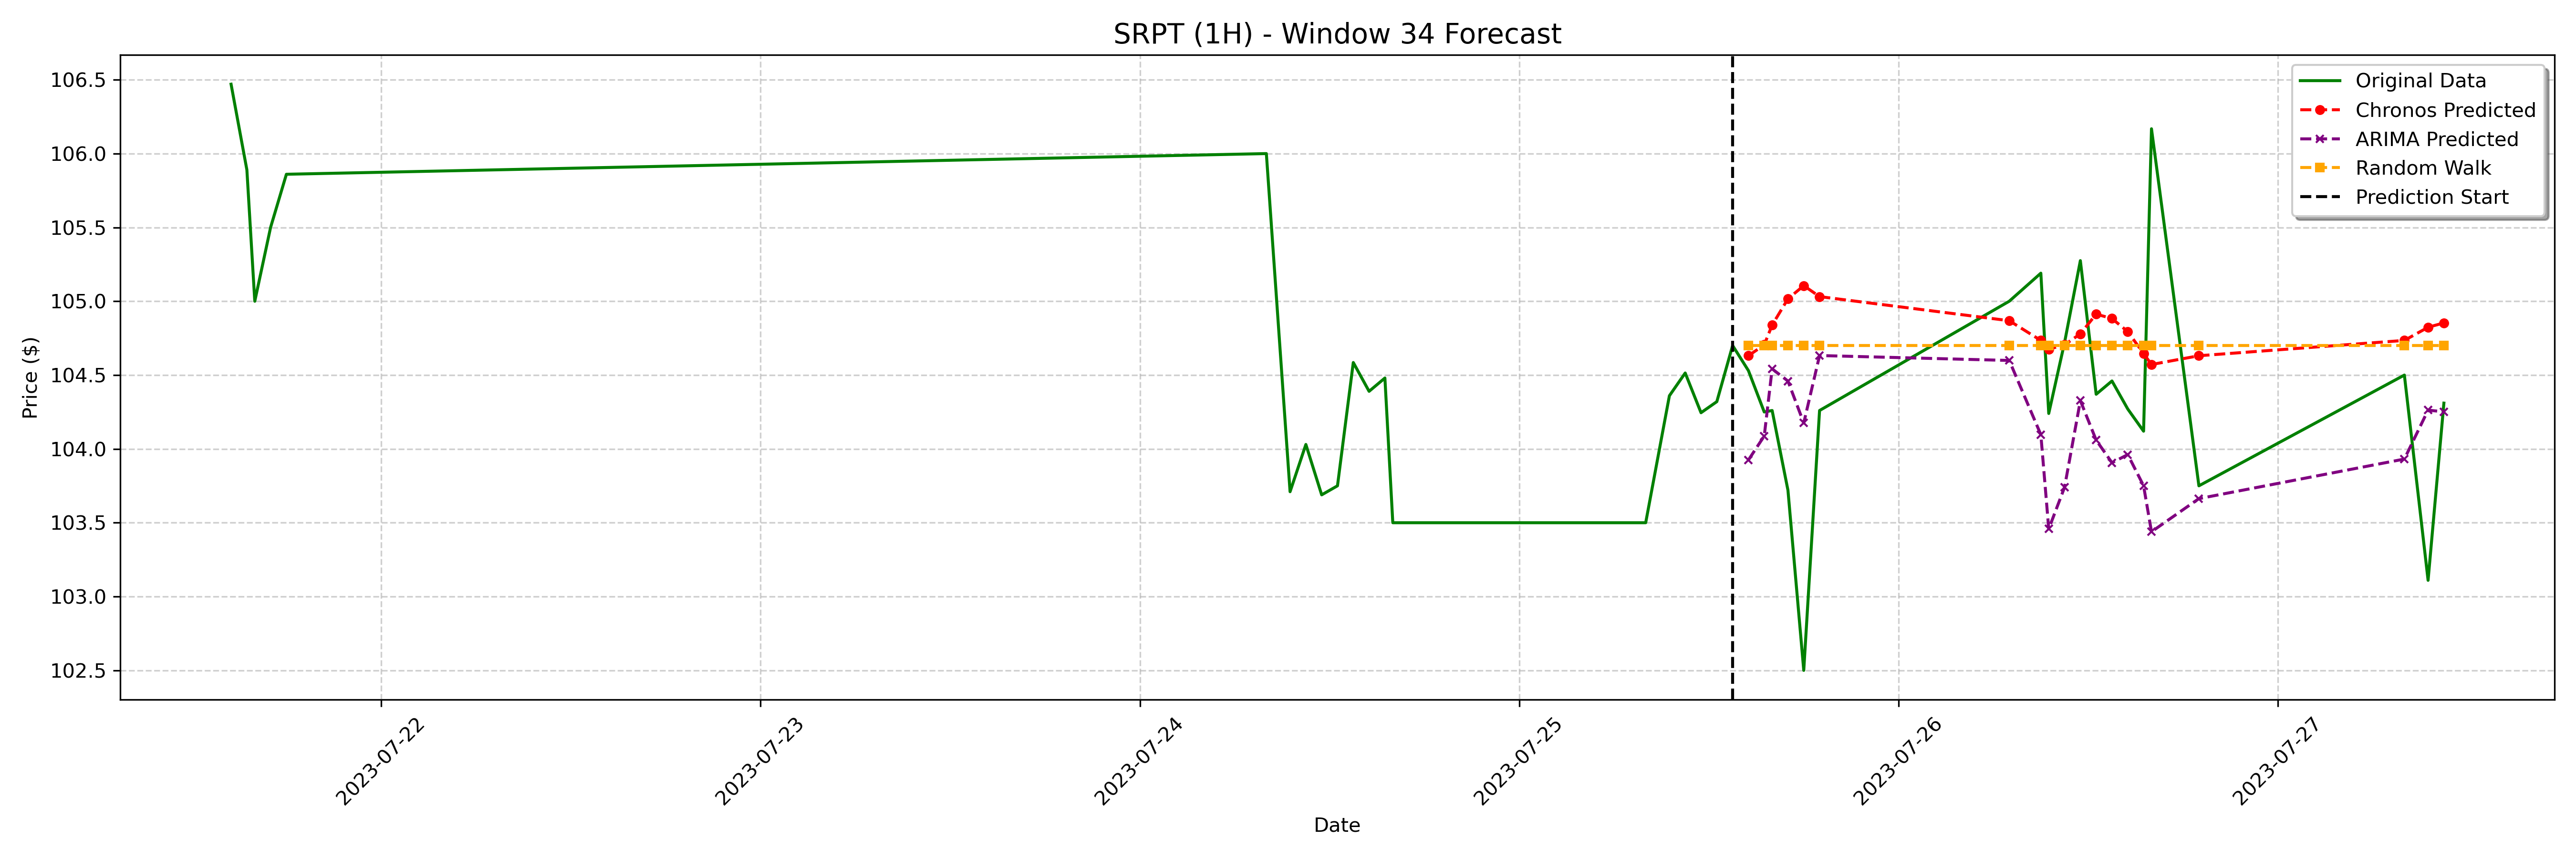 SRPT (1H) - Window 34 Forecast
Price ($)
106.5
106.0
105.5
105.0
104.5
104.0
103.5
103.0
102.5
Original Data
Chronos Predicted
ARIMA Predicted
Random Walk
Prediction Start
2023-07-22
2023-07-23
2023-07-24
2023-07-25
2023-07-26
2023-07-27
Date